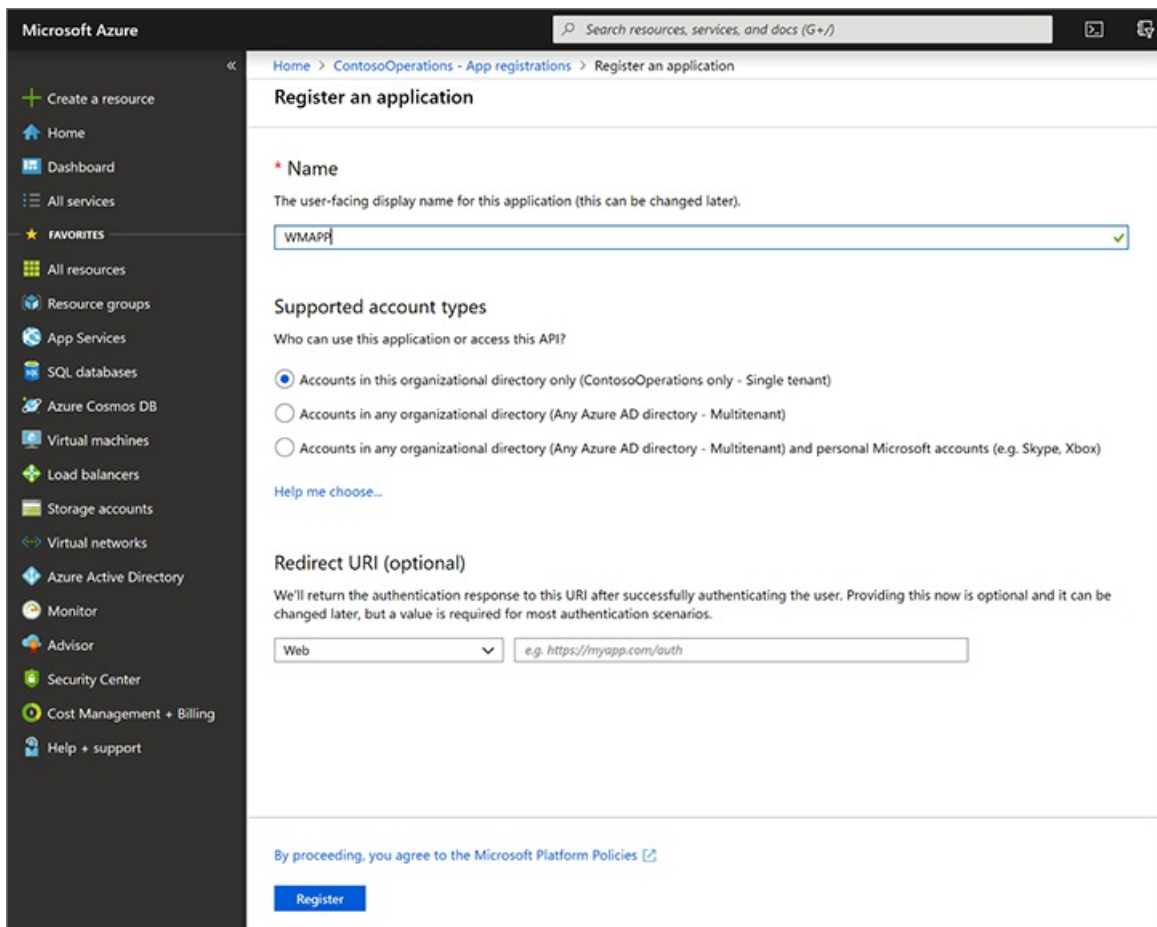 Microsoft Azure
Search resources, services, and docs (G+/)
«
Home > ContosoOperations - App registrations > Register an application
Register an application
Create a resource
Home
Dashboard
All services
FAVORITES
All resources
Resource groups
App Services
SQL databases
Azure Cosmos DB
Virtual machines
Load balancers
Storage accounts
Virtual networks
Azure Active Directory
Monitor
Advisor
Security Center
Cost Management + Billing
Help + support
* Name
The user-facing display name for this application (this can be changed later).
WMAPP
Supported account types
Who can use this application or access this API?
Accounts in this organizational directory only (ContosoOperations only - Single tenant)
Accounts in any organizational directory (Any Azure AD directory - Multitenant)
Accounts in any organizational directory (Any Azure AD directory - Multitenant) and personal Microsoft accounts (e.g. Skype, Xbox)
Help me choose...
Redirect URI (optional)
We'll return the authentication response to this URI after successfully authenticating the user. Providing this now is optional and it can be
changed later, but a value is required for most authentication scenarios.
Web
e.g. https://myapp.com/auth
By proceeding, you agree to the Microsoft Platform Policies
Register